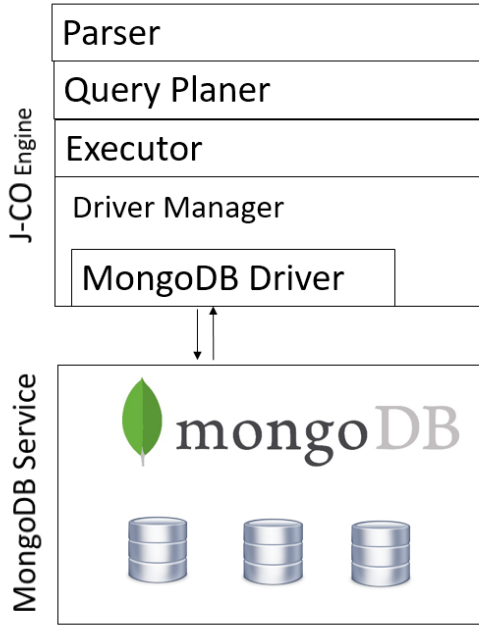 Parser
Query Planer
Executor
Driver Manager
MongoDB Driver
J-CO Engine
mongoDB
MongoDB Service